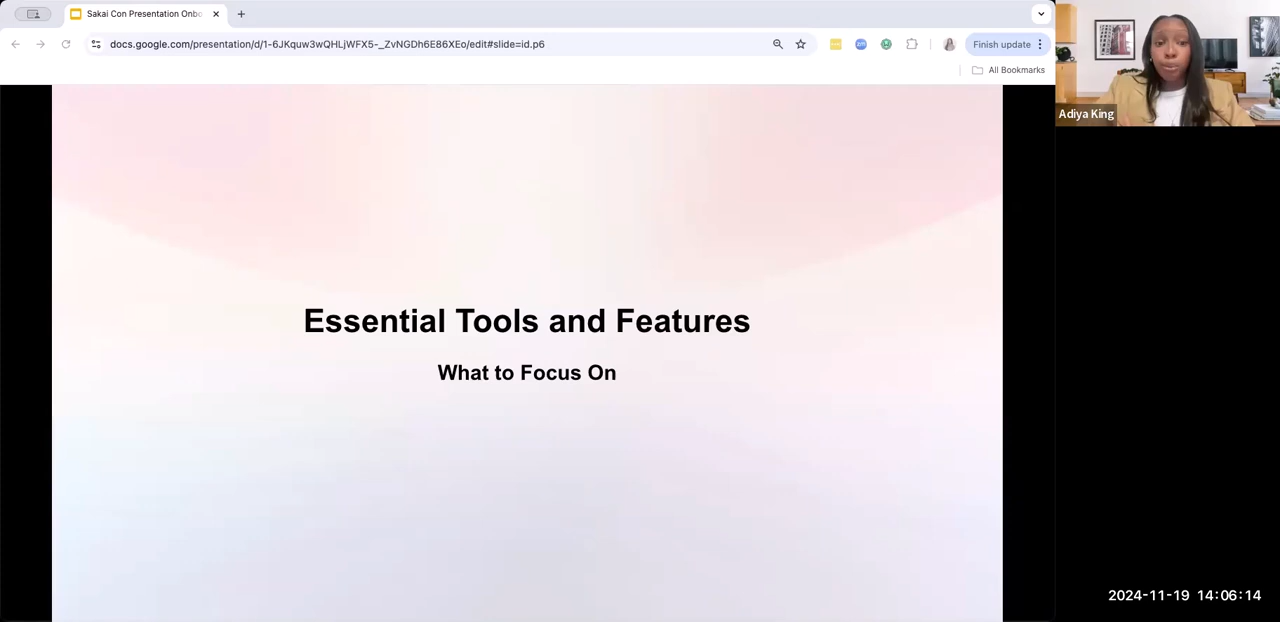 Sakai Con Presentation Onbo
docs.google.com/presentation/d/1-6JKquw3wQHLjWFX5-_ZvNGDh6E86XEo/edit#slide=id.p6
Finish update
All Bookmarks
Adiya King
Essential Tools and Features
What to Focus On
2024-11-19 14:06:14